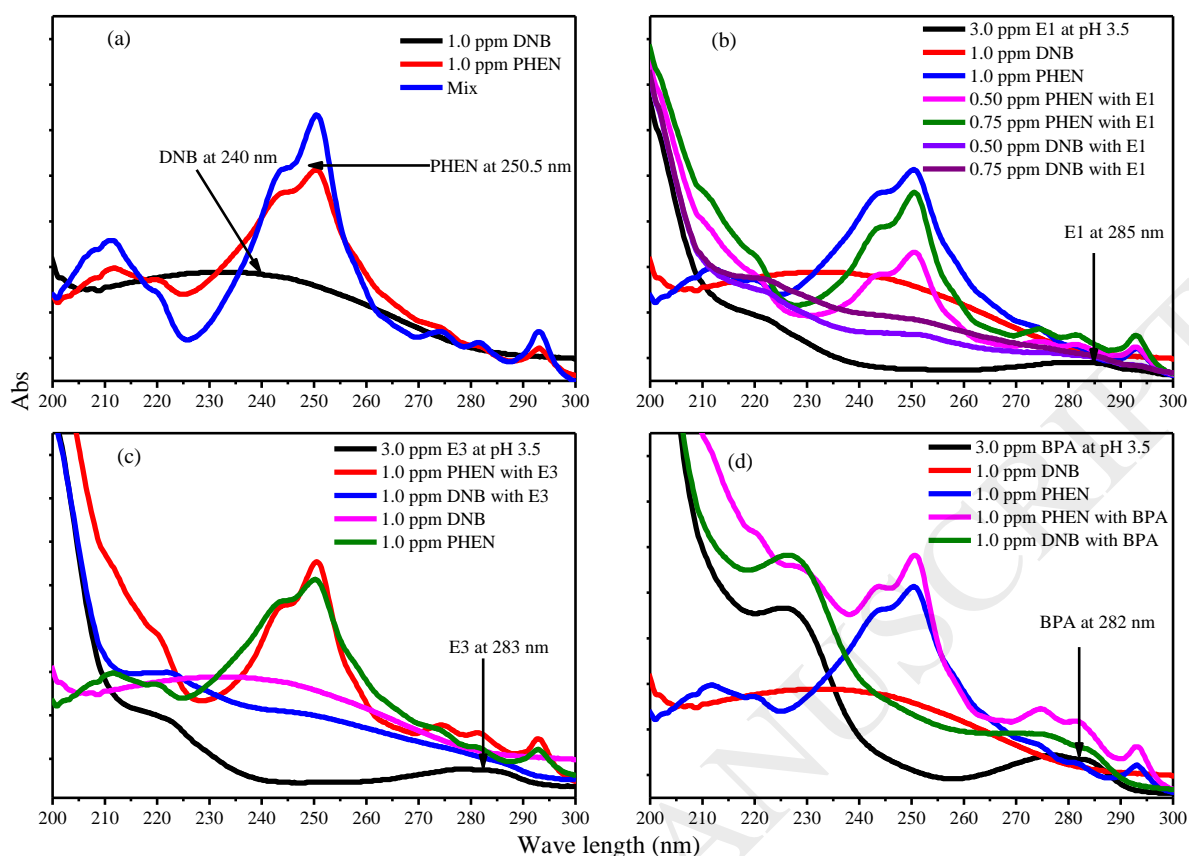 (a)
1.0 ppm DNB
1.0 ppm PHEN
Mix
DNB at 240 nm
PHEN at 250.5 nm
200 210 220 230 240 250 260 270 280 290 300
(b)
3.0 ppm E1 at pH 3.5
1.0 ppm DNB
1.0 ppm PHEN
0.50 ppm PHEN with E1
0.75 ppm PHEN with E1
0.50 ppm DNB with E1
0.75 ppm DNB with E1
E1 at 285 nm
200 210 220 230 240 250 260 270 280 290 300
Abs
(c)
3.0 ppm E3 at pH 3.5
1.0 ppm PHEN with E3
1.0 ppm DNB with E3
1.0 ppm DNB
1.0 ppm PHEN
E3 at 283 nm
200 210 220 230 240 250 260 270 280 290 300
(d)
3.0 ppm BPA at pH 3.5
1.0 ppm DNB
1.0 ppm PHEN
1.0 ppm PHEN with BPA
1.0 ppm DNB with BPA
BPA at 282 nm
200 210 220 230 240 250 260 270 280 290 300
Wave length (nm)